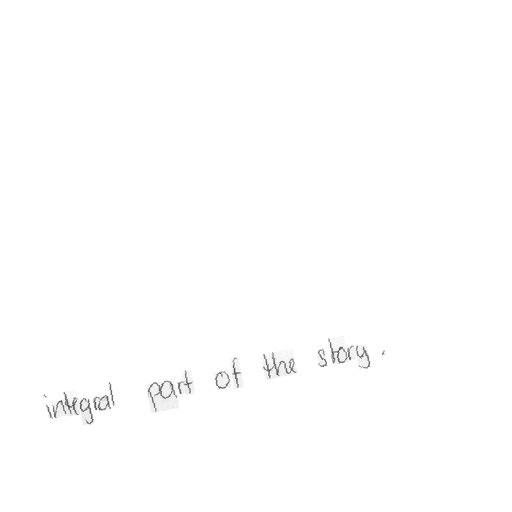 integral part of the story.